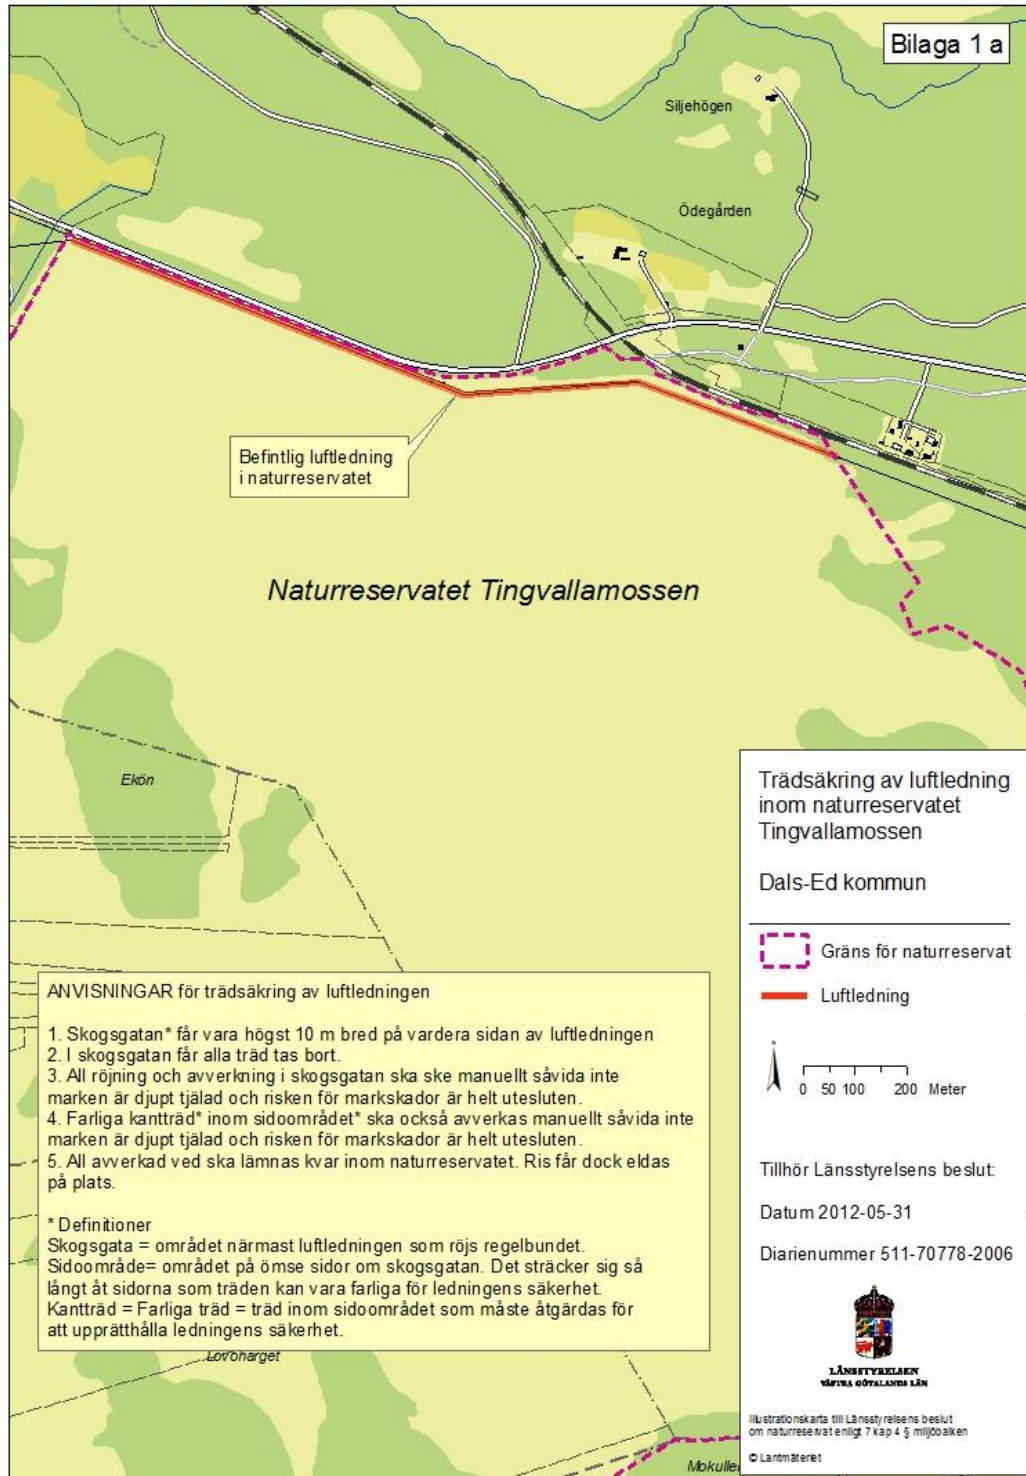 Bilaga 1 a
Siljehögen
Ödegården
Befintlig luftledning
i naturreservatet
Naturreservatet Tingvallamossen
Ekön
Trädsäkring av luftledning
inom naturreservatet
Tingvallamossen
Dals-Ed kommun
Gräns för naturreservat
Luftledning
N
0 50 100 200 Meter
Tillhör Länsstyrelsens beslut:
Datum 2012-05-31
Diarienummer 511-70778-2006
LÄNSSTYRELSEN
VÄSTRA GÖTALANDS LÄN
Illustrationskarta till Länsstyrelsens beslut
om naturreservat enligt 7 kap 4 § miljöbalken
© Lantmäteriet
ANVISNINGAR för trädsäkring av luftledningen
1. Skogsgatan* får vara högst 10 m bred på vardera sidan av luftledningen
2. I skogsgatan får alla träd tas bort.
3. All röjning och avverkning i skogsgatan ska ske manuellt såvida inte
marken är djupt tjälad och risken för markskador är helt utesluten.
4. Farliga kantträd* inom sidoområdet* ska också avverkas manuellt såvida inte
marken är djupt tjälad och risken för markskador är helt utesluten.
5. All avverkad ved ska lämnas kvar inom naturreservatet. Ris får dock eldas
på plats.
* Definitioner
Skogsgata = området närmast luftledningen som röjs regelbundet.
Sidoområde= området på ömse sidor om skogsgatan. Det sträcker sig så
långt åt sidorna som träden kan vara farliga för ledningens säkerhet.
Kantträd = Farliga träd = träd inom sidoområdet som måste åtgärdas för
att upprätthålla ledningens säkerhet.